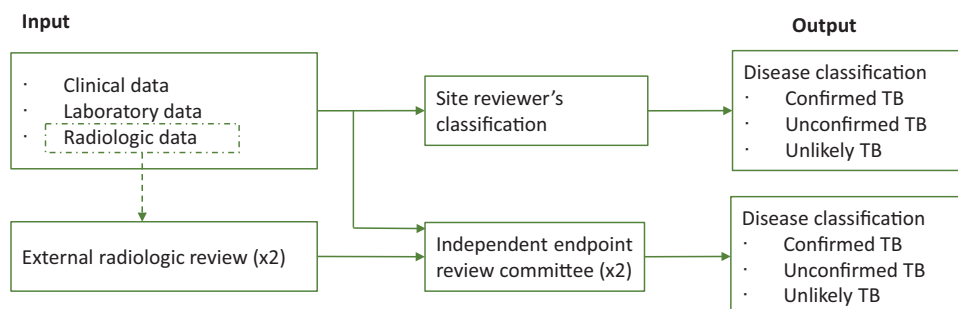 Input
Output
· Clinical data
· Laboratory data
· Radiologic data
Site reviewer’s
classification
Disease classification
· Confirmed TB
· Unconfirmed TB
· Unlikely TB
External radiologic review (x2)
Independent endpoint
review committee (x2)
Disease classification
· Confirmed TB
· Unconfirmed TB
· Unlikely TB